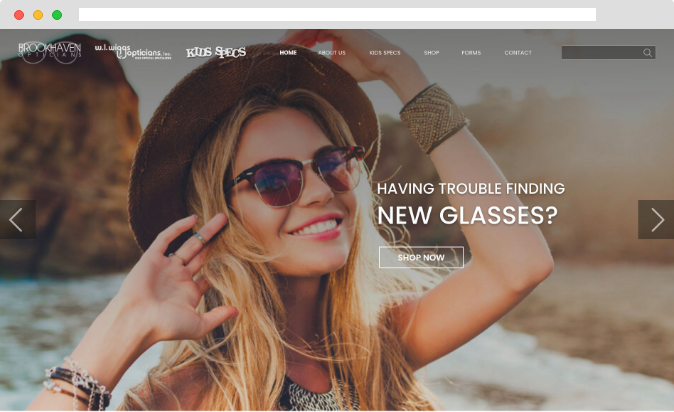 BROOKHAVEN
OPTICIANS
w.l.wiggs
opticians, inc.
KIDS SPECS
HOME ABOUT US KIDS SPECS SHOP FORMS CONTACT
HAVING TROUBLE FINDING
NEW GLASSES?
SHOP NOW